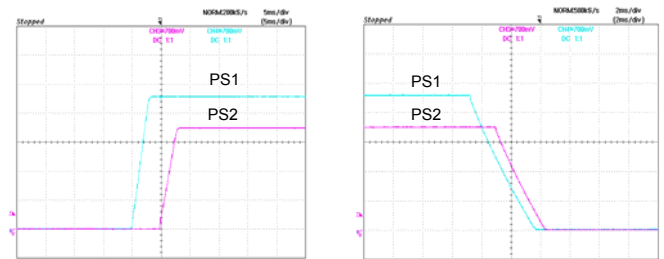 Stopped
NORM:200kS/s 5ms/div
(5ms/div)
CH3=700mV CH4=700mV
DC 1:1 DC 1:1
PS1
PS2
Stopped
NORM:500kS/s 2ms/div
(2ms/div)
CH3=700mV CH4=700mV
DC 1:1 DC 1:1
PS1
PS2